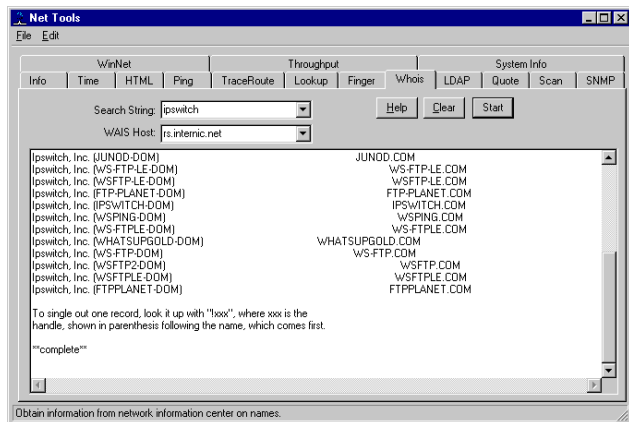 Net Tools
File Edit
WinNet Throughput System Info
Info Time HTML Ping TraceRoute Lookup Finger Whois LDAP Quote Scan SNMP
Search String: ipswitch Help Clear Start
WAIS Host: rs.internic.net
Ipswitch, Inc. (JUNOD-DOM) JUNOD.COM
Ipswitch, Inc. (WS-FTP-LE-DOM) WS-FTP-LE.COM
Ipswitch, Inc. (WSFTP-LE-DOM) WSFTP-LE.COM
Ipswitch, Inc. (FTP-PLANET-DOM) FTP-PLANET.COM
Ipswitch, Inc. (IPSWITCH-DOM) IPSWITCH.COM
Ipswitch, Inc. (WSPING-DOM) WSPING.COM
Ipswitch, Inc. (WS-FTPLE-DOM) WS-FTPLE.COM
Ipswitch, Inc. (WHATSUPGOLD-DOM) WHATSUPGOLD.COM
Ipswitch, Inc. (WS-FTP-DOM) WS-FTP.COM
Ipswitch, Inc. (WSFTP2-DOM) WSFTP.COM
Ipswitch, Inc. (WSFTPLE-DOM) WSFTPLE.COM
Ipswitch, Inc. (FTPPLANET-DOM) FTPPLANET.COM
To single out one record, look it up with "!xxx", where xxx is the
handle, shown in parenthesis following the name, which comes first.
**complete**
Obtain information from network information center on names.